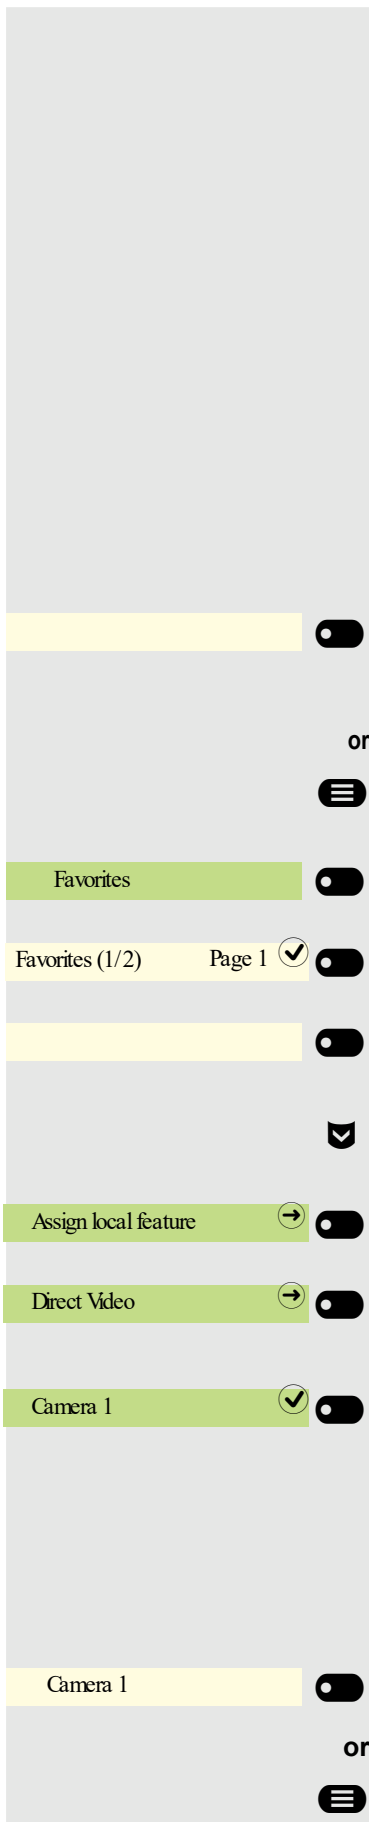 or
Favorites
Favorites (1/2) Page 1
Assign local feature
Direct Video
Camera 1
Camera 1
or